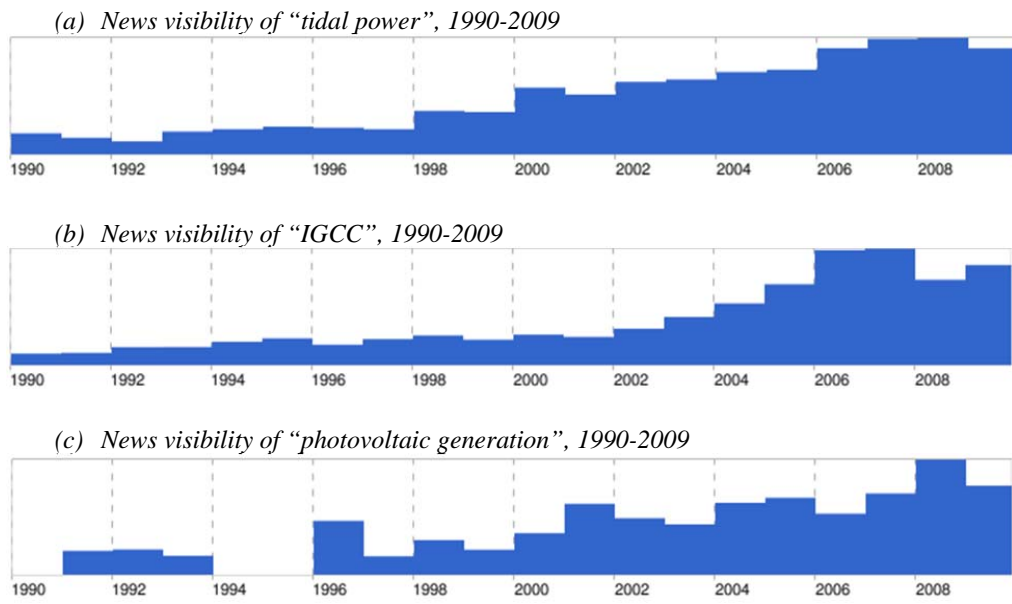 (a) News visibility of “tidal power”, 1990-2009
1990 1992 1994 1996 1998 2000 2002 2004 2006 2008
(b) News visibility of “IGCC”, 1990-2009
1990 1992 1994 1996 1998 2000 2002 2004 2006 2008
(c) News visibility of “photovoltaic generation”, 1990-2009
1990 1992 1994 1996 1998 2000 2002 2004 2006 2008